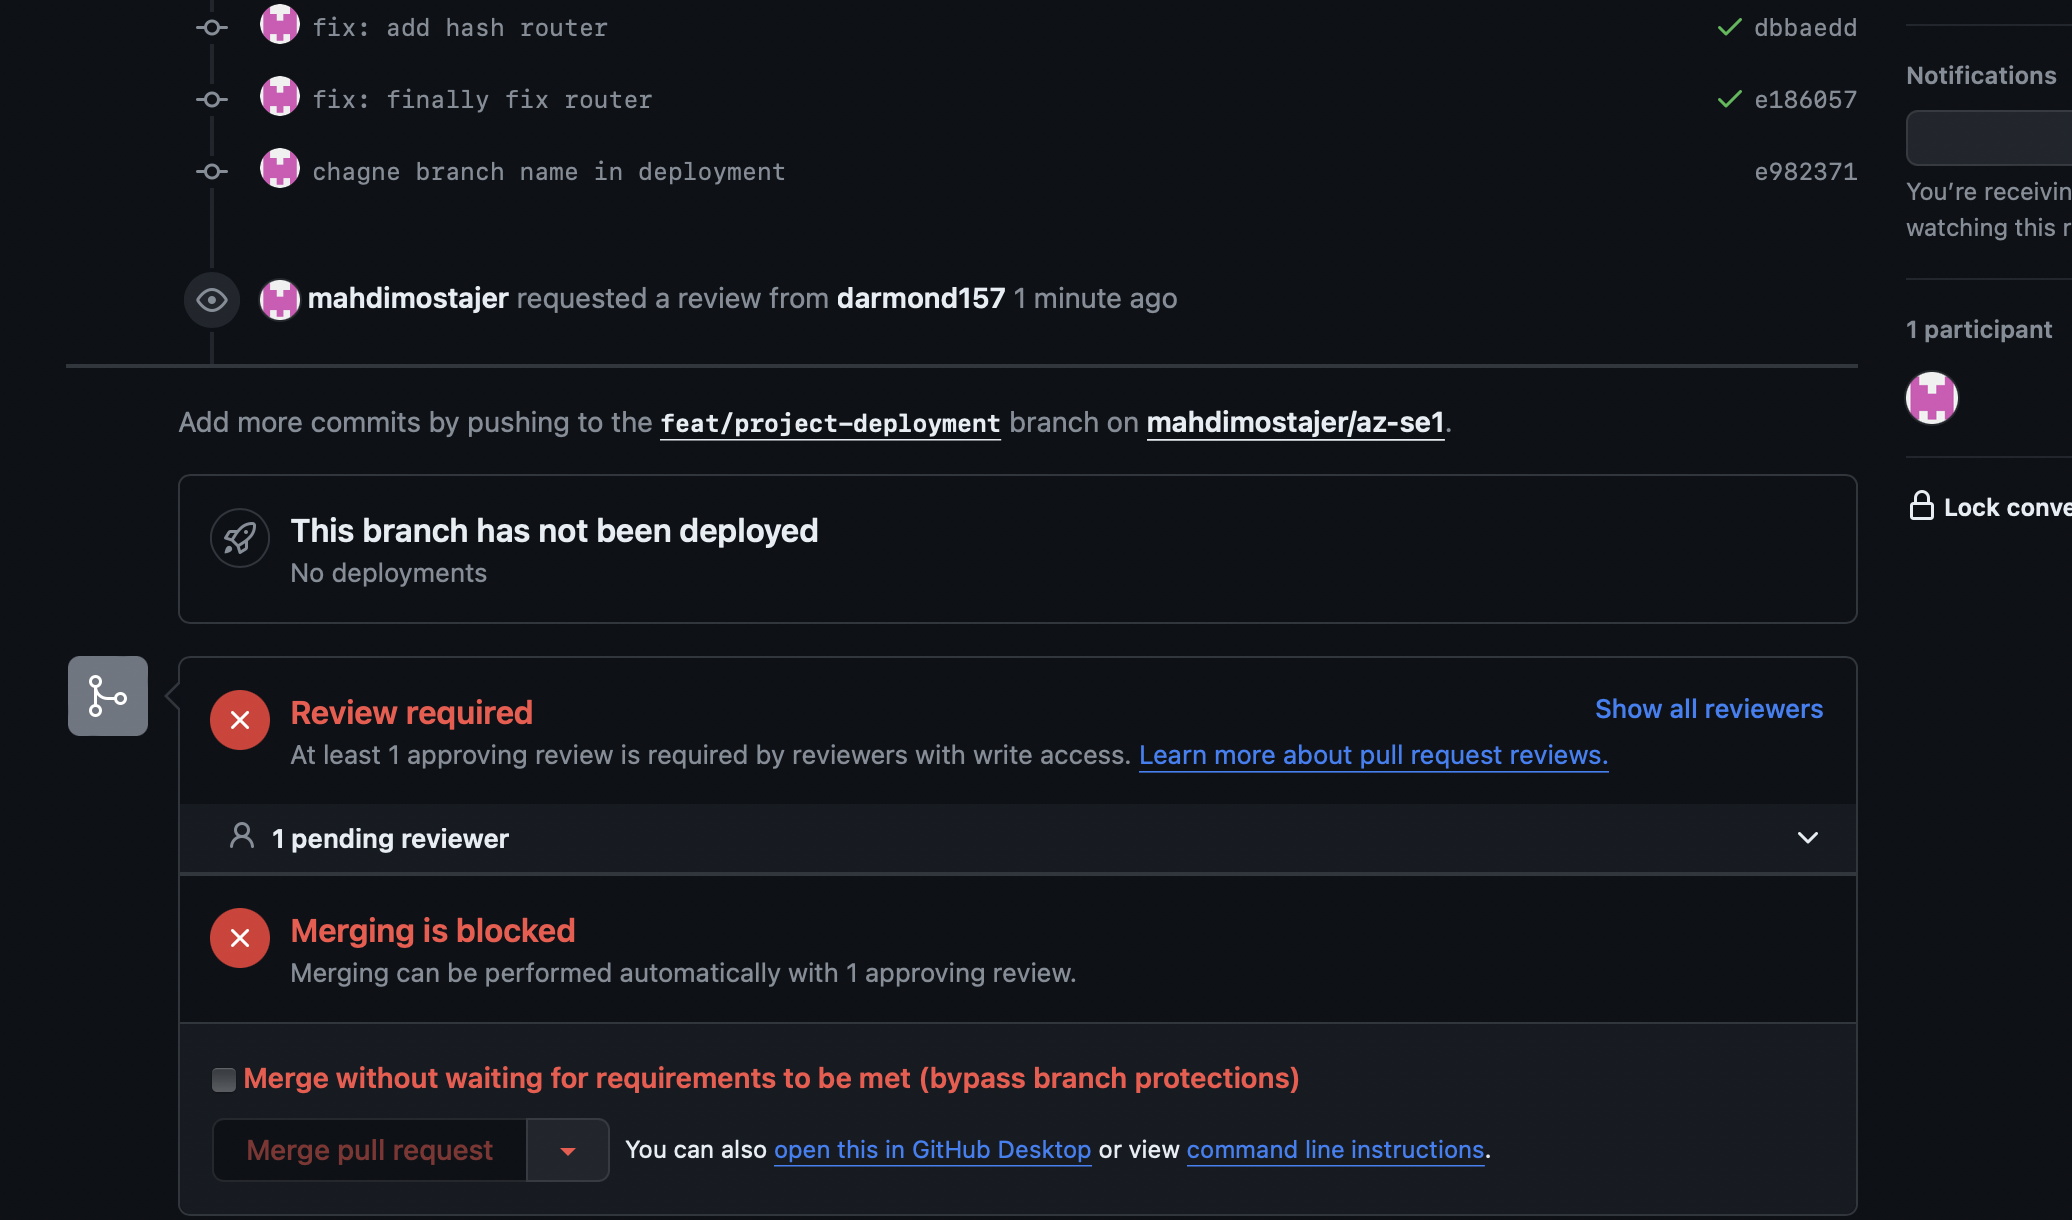 fix: add hash router
dbbaedd
fix: finally fix router
e186057
chagne branch name in deployment
e982371
mahdimostajer requested a review from darmond157 1 minute ago
Add more commits by pushing to the feat/project-deployment branch on mahdimostajer/az-se1.
This branch has not been deployed
No deployments
Review required
Show all reviewers
At least 1 approving review is required by reviewers with write access. Learn more about pull request reviews.
1 pending reviewer
Merging is blocked
Merging can be performed automatically with 1 approving review.
Merge without waiting for requirements to be met (bypass branch protections)
Merge pull request
You can also open this in GitHub Desktop or view command line instructions.
Notifications
You're receivin
watching this r
1 participant
Lock conve